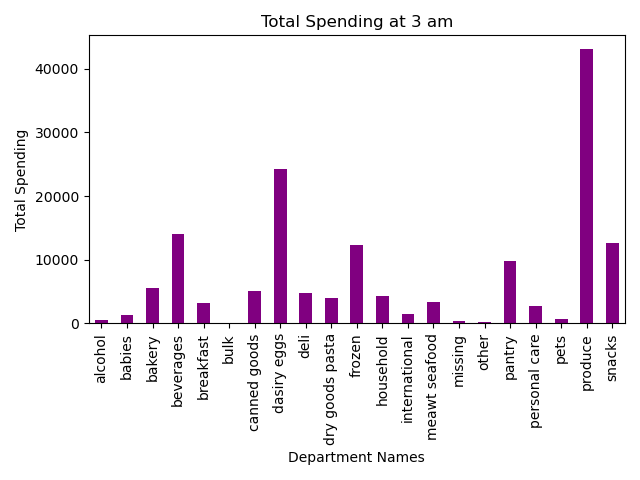 Total Spending at 3 am
Total Spending
40000
30000
20000
10000
0
alcohol
babies
bakery
beverages
breakfast
bulk
canned goods
dasiry eggs
deli
dry goods pasta
frozen
household
international
meawt seafood
missing
other
pantry
personal care
pets
produce
snacks
Department Names